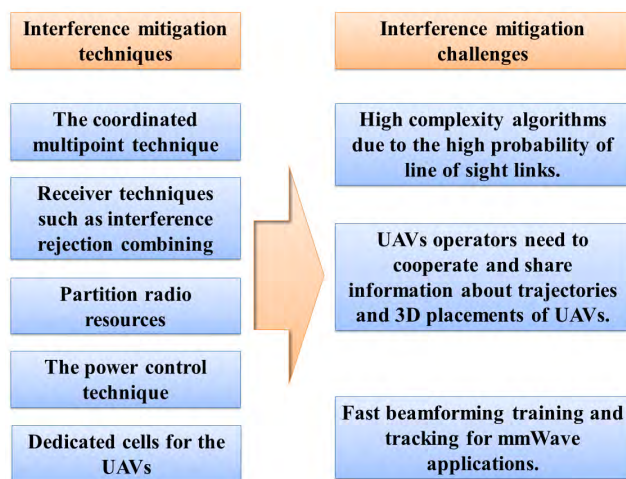 Interference mitigation
techniques
The coordinated
multipoint technique
Receiver techniques
such as interference
rejection combining
Partition radio
resources
The power control
technique
Dedicated cells for the
UAVs
Interference mitigation
challenges
High complexity algorithms
due to the high probability of
line of sight links.
UAVs operators need to
cooperate and share
information about trajectories
and 3D placements of UAVs.
Fast beamforming training and
tracking for mmWave
applications.